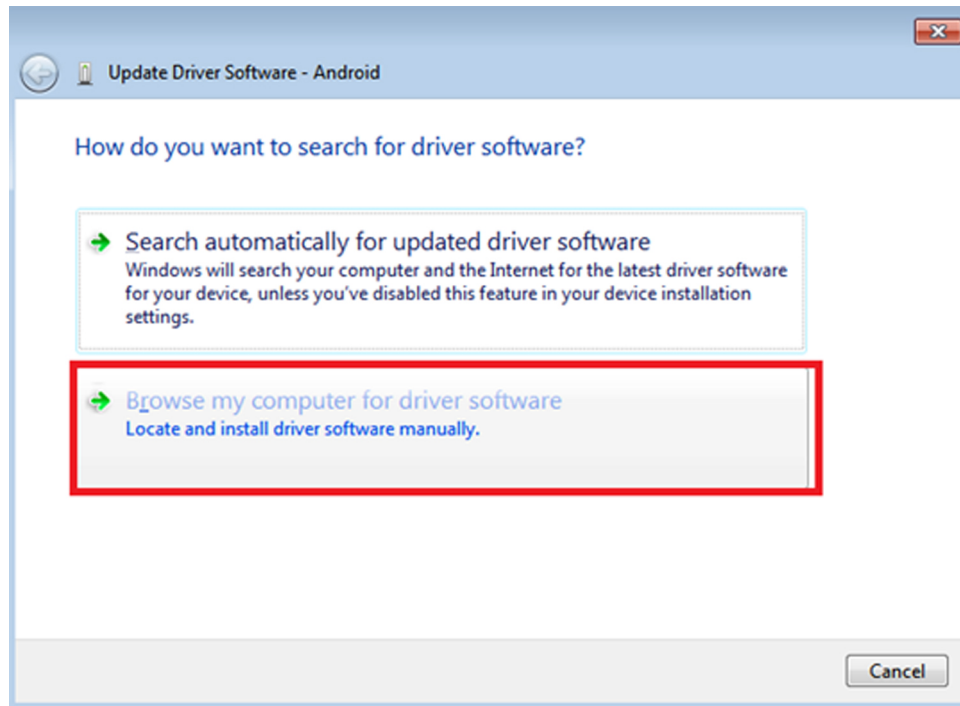 Update Driver Software - Android
How do you want to search for driver software?
Search automatically for updated driver software
Windows will search your computer and the Internet for the latest driver software
for your device, unless you've disabled this feature in your device installation
settings.
Browse my computer for driver software
Locate and install driver software manually.
Cancel